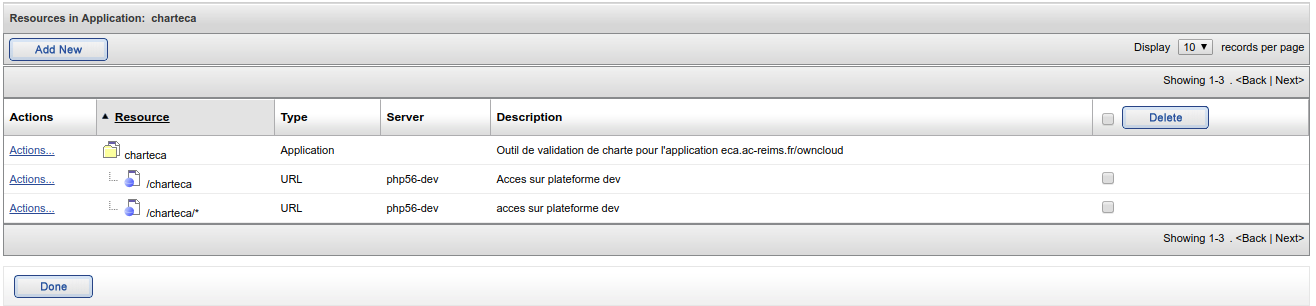 Resources in Application: charteca
Add New
Display 10 ▼ records per page
Showing 1-3 . <Back | Next>
Actions ▲ Resource Type Server Description Delete
Actions... charteca Application Outil de validation de charte pour l'application eca.ac-reims.fr/owncloud
Actions... /charteca URL php56-dev Acces sur plateforme dev
Actions... /charteca/* URL php56-dev acces sur plateforme dev
Showing 1-3 . <Back | Next>
Done